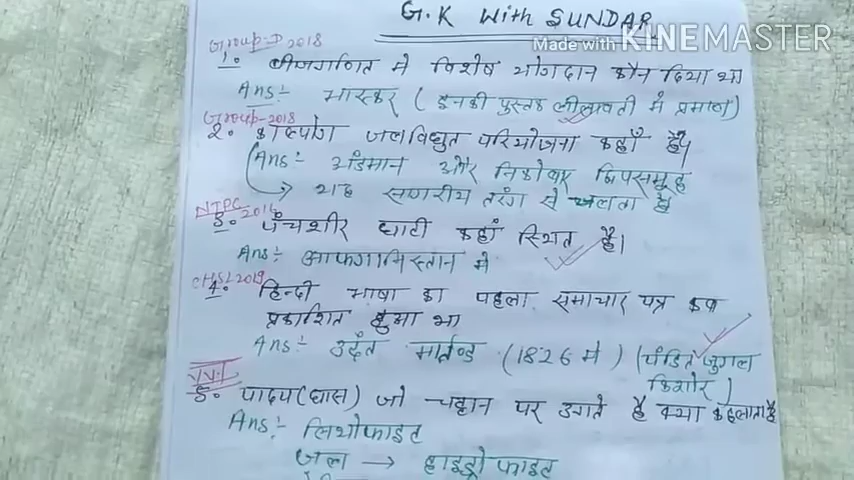 G.K With SUNDAR
Made with KINEMASTER
Group-D 2018
1. बीजगणित मे विशेष योगदान कौन दिया था
Ans:- भास्कर (इनकी पुस्तक लीलावती में प्रमाण)
Group-2018
2. जलविद्युत परियोजना कहाँ है
Ans:- अंडमान और निकोबार द्विपसमूह
→ यह तरंग से चलता है
NTPC 2016
3. पंचशीर घाटी कहां स्थित है।
Ans:- आफगानिस्तान मे
CHSL 2019
4. हिन्दी भाषा का पहला समाचार पत्र कब
प्रकाशित हुआ था
Ans:- उदंत मार्तण्ड (1826 मे) (पंडित जुगल
किशोर)
V.V.I
5. पादप (घास) जो चट्टान पर उगते है क्या कहलाता है
Ans:- लिथोफाइट
जल → हाइड्रोफाइट